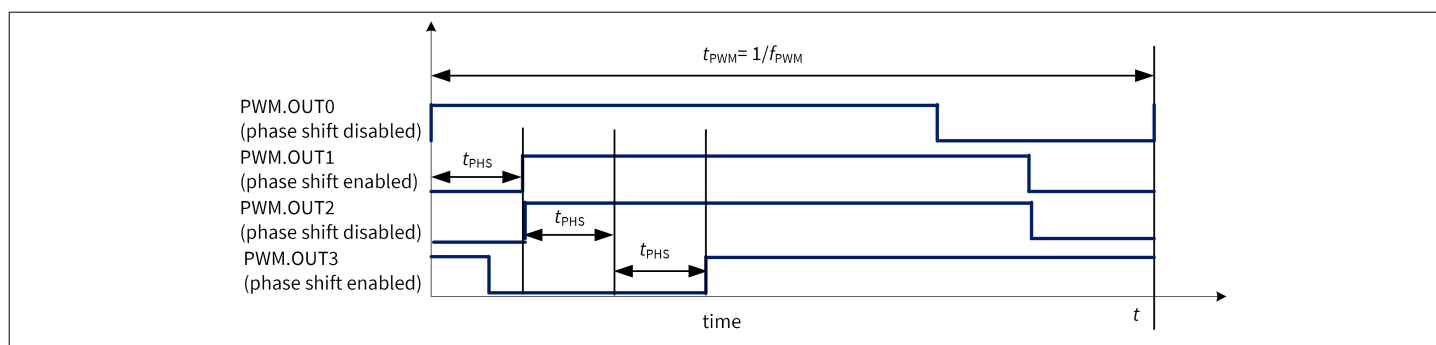 tPWM= 1/fPWM
PWM.OUT0
(phase shift disabled)
PWM.OUT1
(phase shift enabled)
tPHS
PWM.OUT2
(phase shift disabled)
tPHS
PWM.OUT3
(phase shift enabled)
tPHS
time
t